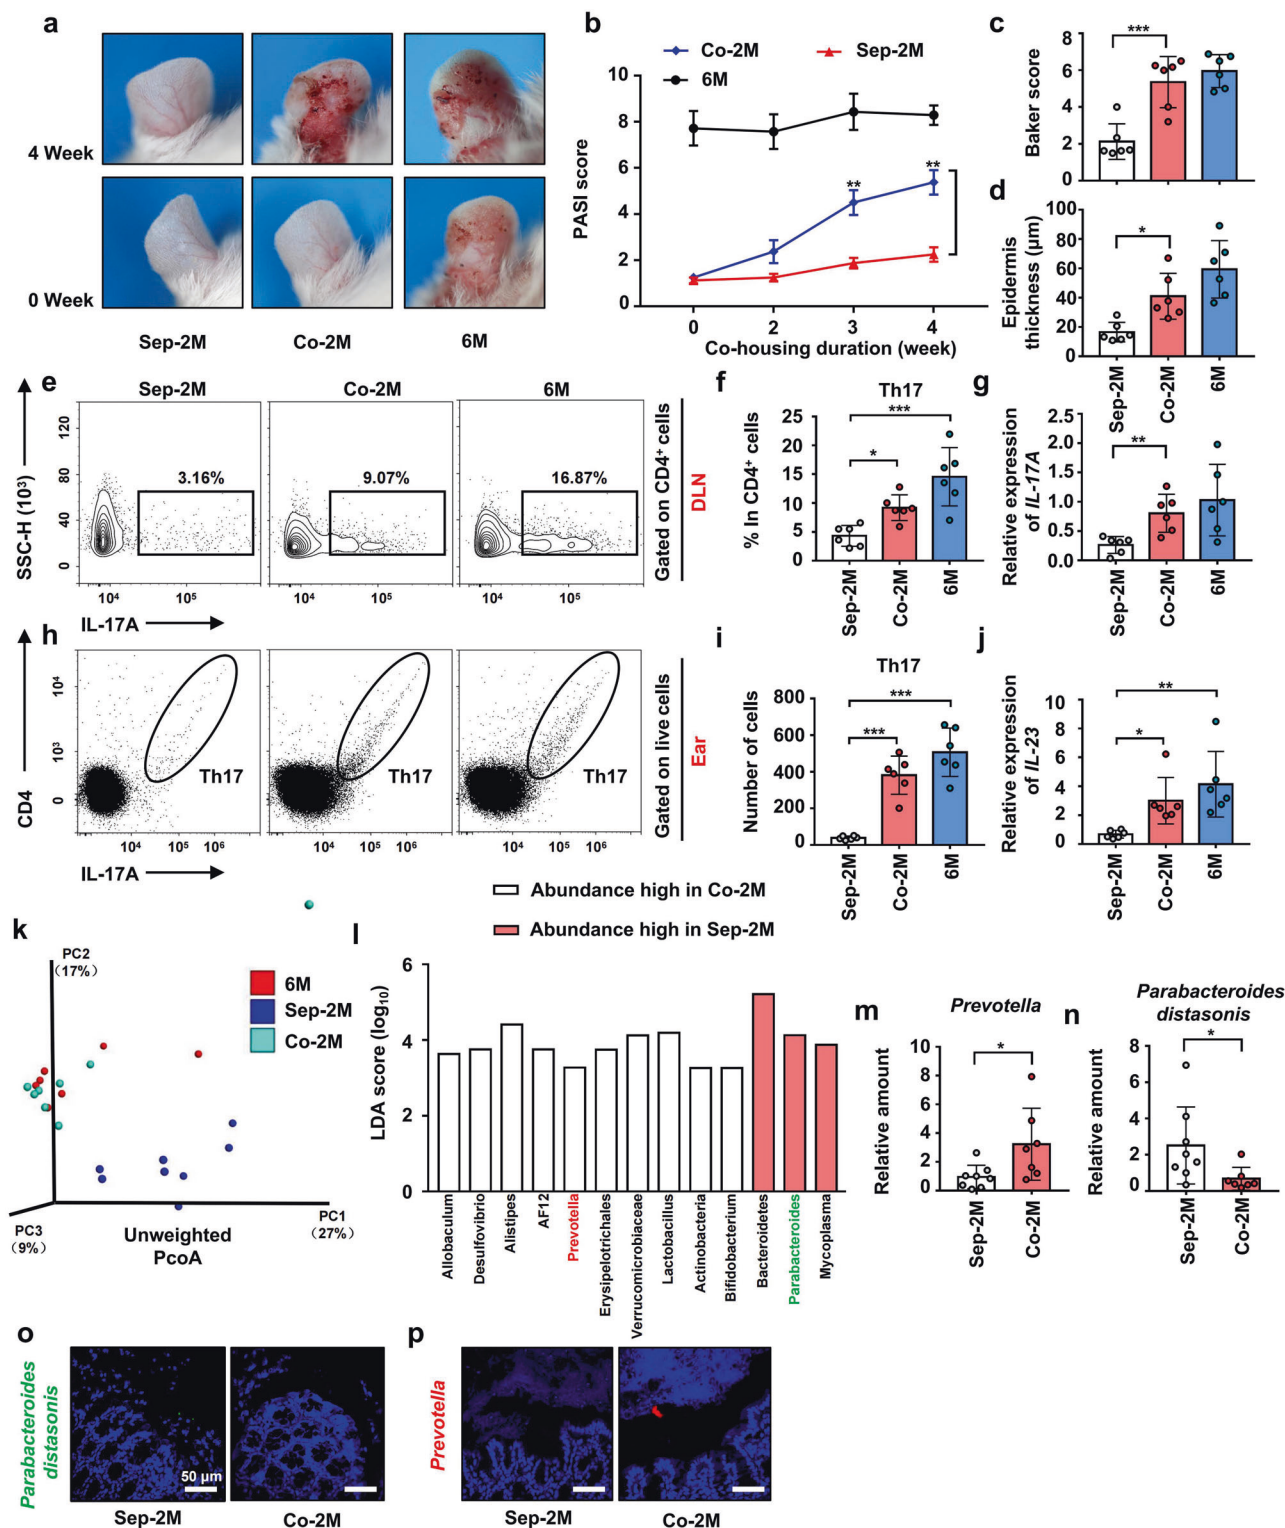 a
4 Week
0 Week
Sep-2M
Co-2M
6M
b
Co-2M
Sep-2M
6M
PASI score
10
8
6
4
2
0
**
**
0
2
3
4
Co-housing duration (week)
c
Baker score
8
6
4
2
0
***
d
Epidermis
thickness (μm)
100
80
60
40
20
0
*
Sep-2M
Co-2M
6M
e
Sep-2M
Co-2M
6M
SSC-H (10³)
120
80
40
0
3.16%
9.07%
16.87%
10⁴
10⁵
10⁴
10⁵
10⁴
10⁵
IL-17A
Gated on CD4⁺ cells
DLN
f
Th17
% In CD4⁺ cells
25
20
15
10
5
0
*
***
Sep-2M
Co-2M
6M
g
Relative expression
of IL-17A
2.5
2.0
1.5
1.0
0.5
0.0
**
Sep-2M
Co-2M
6M
h
CD4
10⁴
10³
0
Th17
Th17
Th17
10⁴
10⁵
10⁶
10⁴
10⁵
10⁶
10⁴
10⁵
10⁶
IL-17A
Gated on live cells
Ear
i
Th17
Number of cells
800
600
400
200
0
***
***
Sep-2M
Co-2M
6M
j
Relative expression
of IL-23
10
8
6
4
2
0
*
**
Sep-2M
Co-2M
6M
k
PC2
(17%)
6M
Sep-2M
Co-2M
PC3
(9%)
PC1
(27%)
Unweighted
PcoA
l
Abundance high in Co-2M
Abundance high in Sep-2M
LDA score (log₁₀)
6
4
2
0
Allobaculum
Desulfovibrio
Alistipes
AF12
Prevotella
Erysipelotrichales
Verrucomicrobiaceae
Lactobacillus
Actinobacteria
Bifidobacterium
Bacteroidetes
Parabacteroides
Mycoplasma
m
Prevotella
Relative amount
10
8
6
4
2
0
*
Sep-2M
Co-2M
n
Parabacteroides
distasonis
Relative amount
8
6
4
2
0
*
Sep-2M
Co-2M
o
Parabacteroides
distasonis
50 μm
Sep-2M
Co-2M
p
Prevotella
Sep-2M
Co-2M